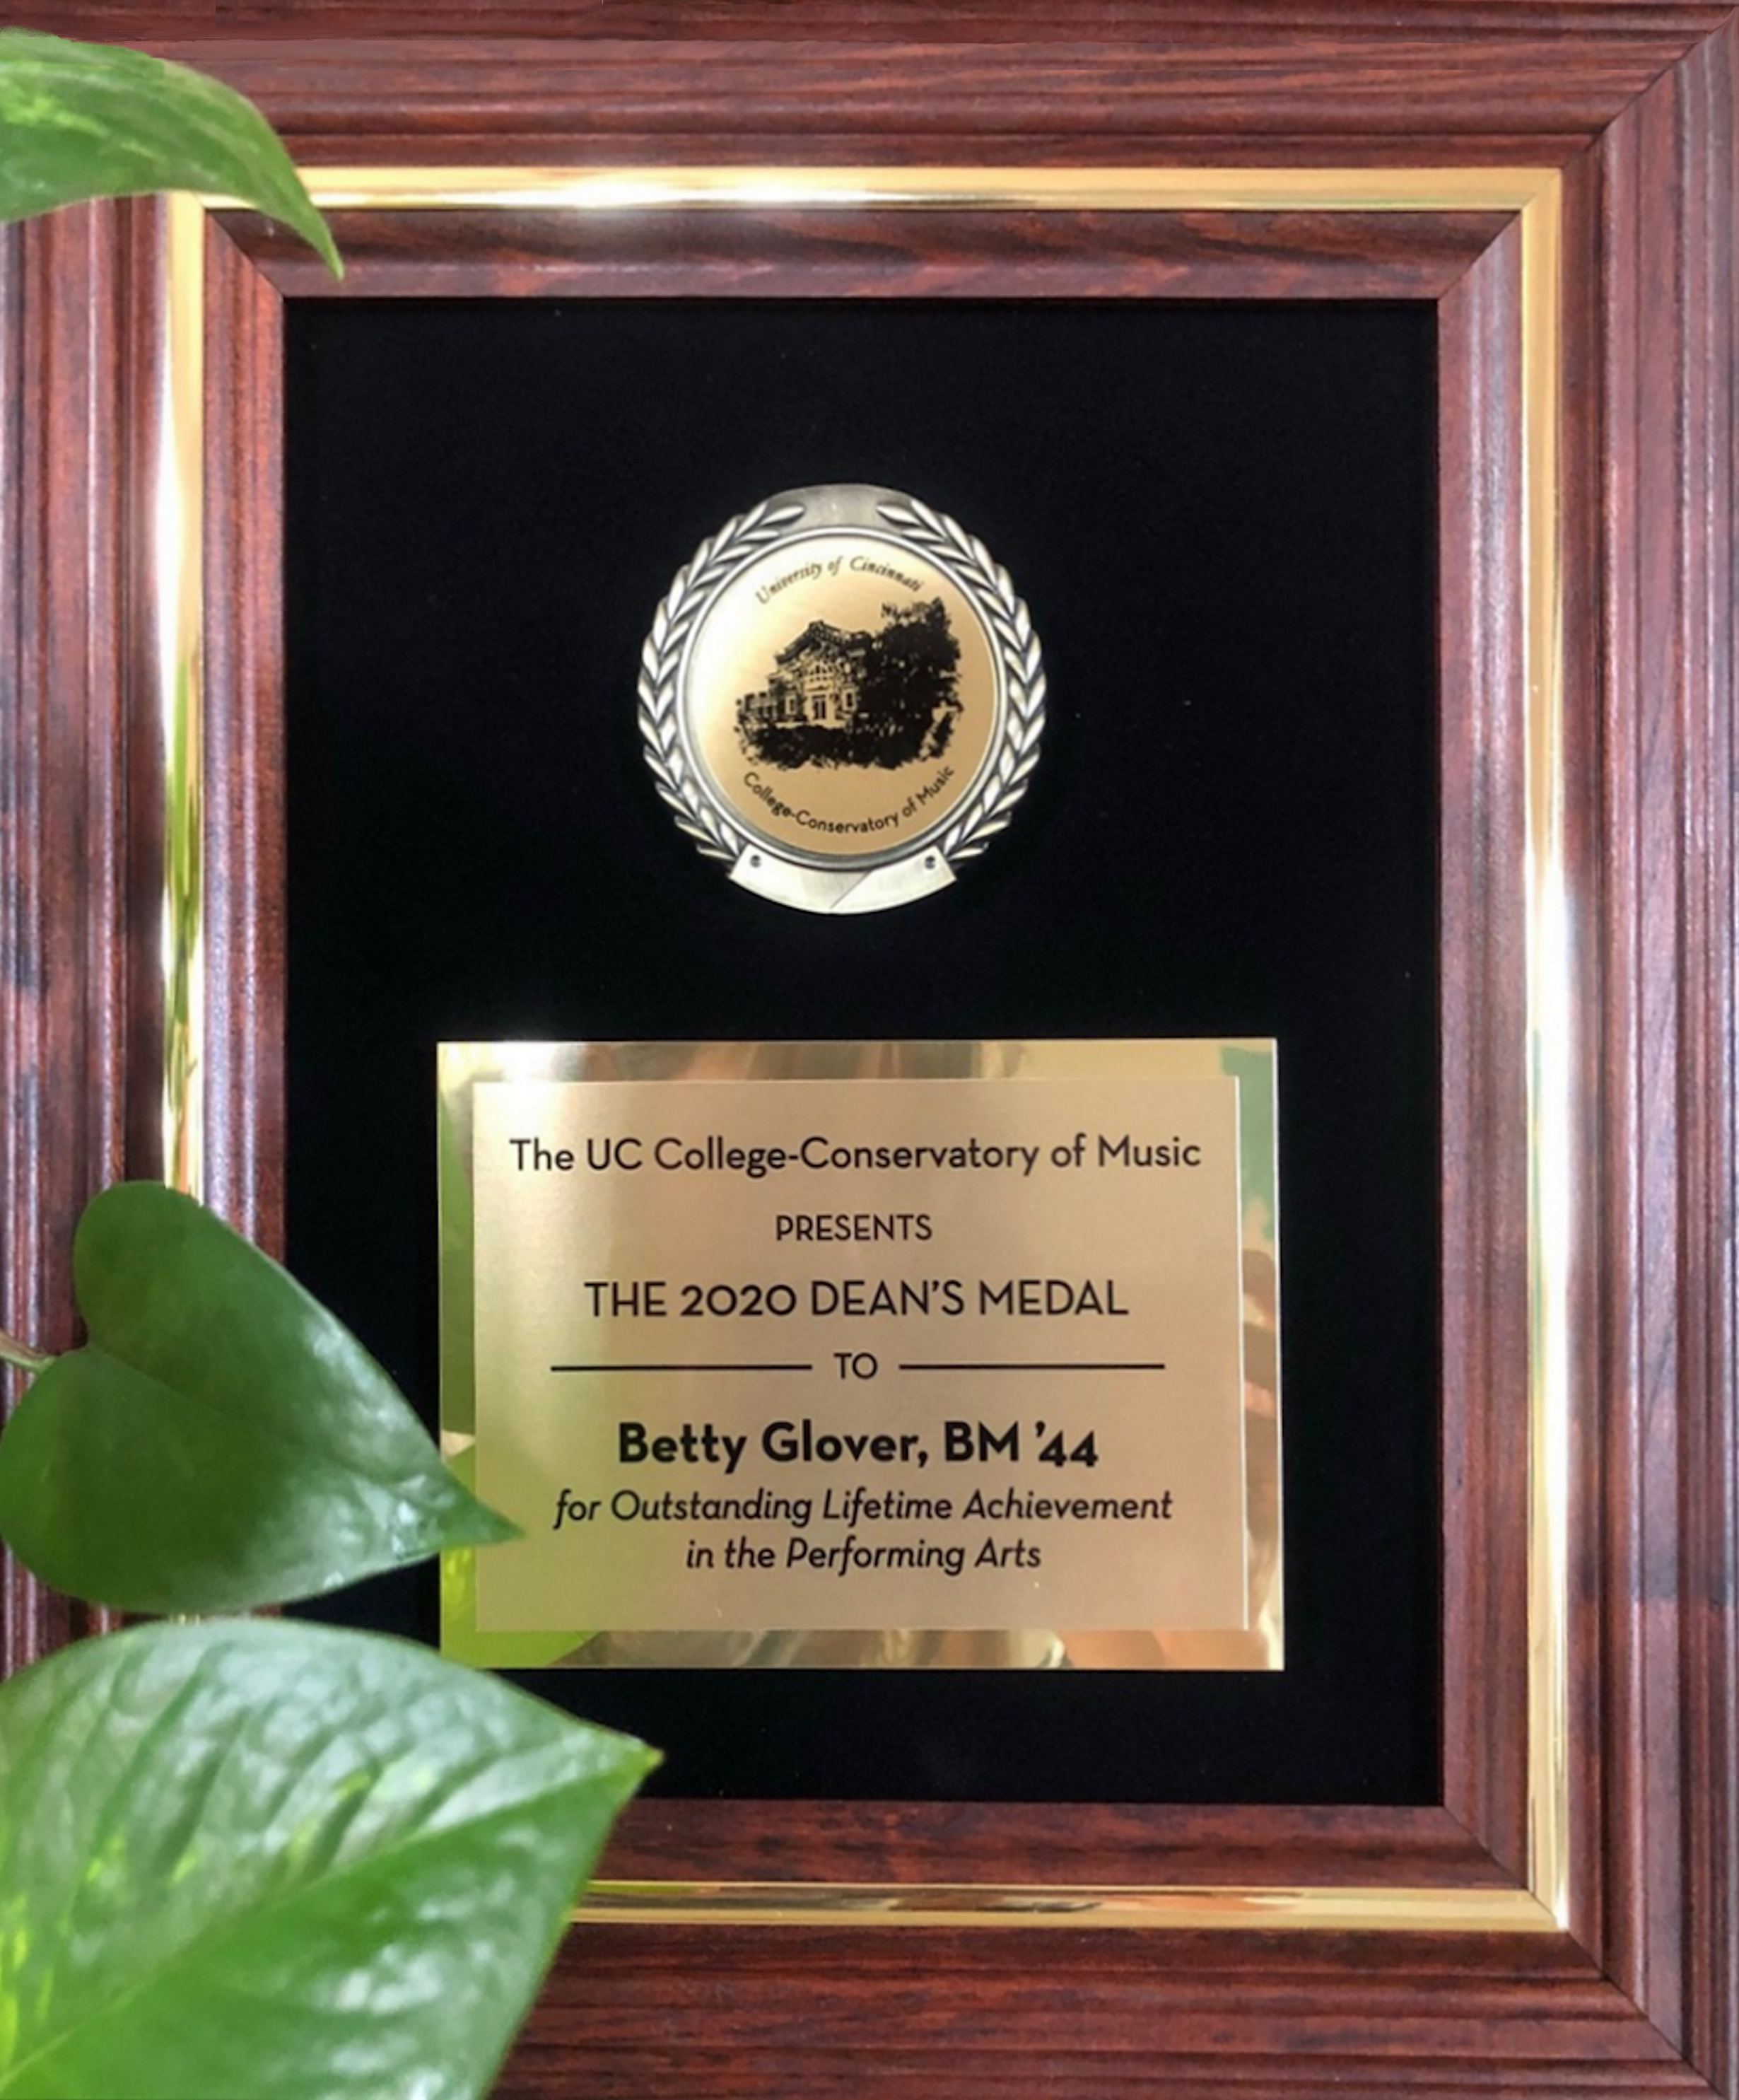 University of Cincinnati
College-Conservatory of Music
The UC College-Conservatory of Music
PRESENTS
THE 2020 DEAN'S MEDAL
TO
Betty Glover, BM '44
for Outstanding Lifetime Achievement
in the Performing Arts